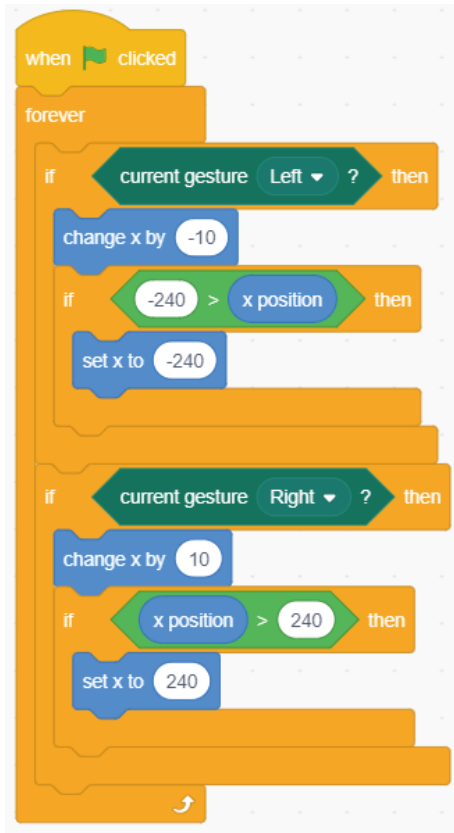 when clicked
forever
if current gesture Left ? then
change x by -10
if -240 > x position then
set x to -240
if current gesture Right ? then
change x by 10
if x position > 240 then
set x to 240